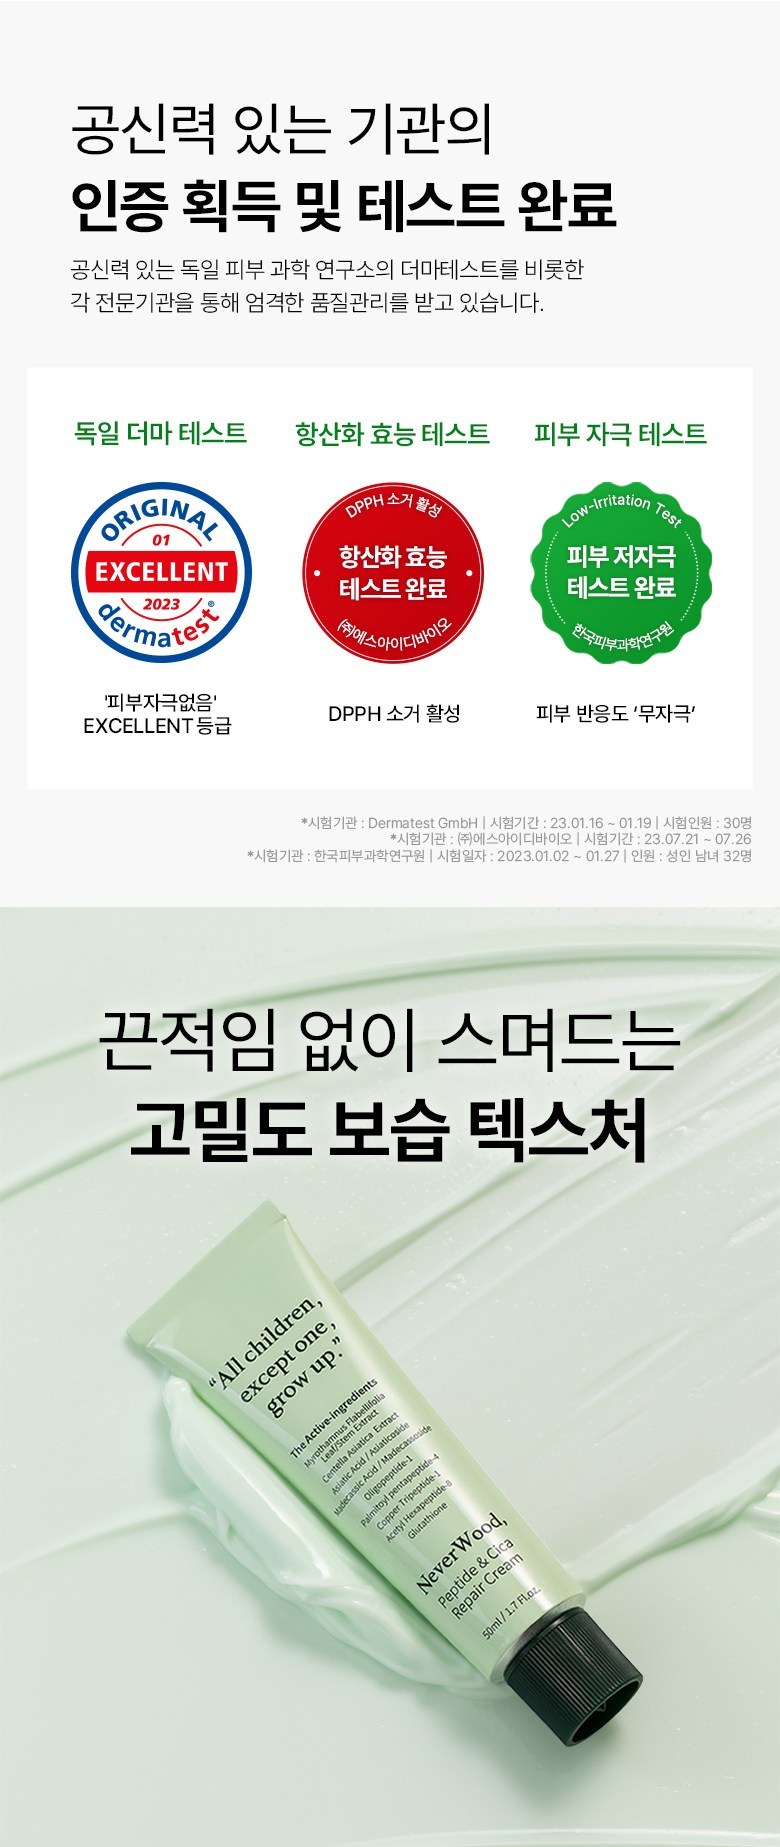 공신력 있는 기관의
인증 획득 및 테스트 완료
공신력 있는 독일 피부 과학 연구소의 더마테스트를 비롯한
각 전문기관을 통해 엄격한 품질관리를 받고 있습니다.
독일 더마 테스트
ORIGINAL
01
EXCELLENT
2023
dermatest®
'피부자극없음'
EXCELLENT 등급
항산화 효능 테스트
DPPH 소거 활성
항산화 효능
테스트 완료
㈜에스아이디바이오
DPPH 소거 활성
피부 자극 테스트
Low-Irritation Test
피부 저자극
테스트 완료
한국피부과학연구원
피부 반응도 ‘무자극’
*시험기관 : Dermatest GmbH | 시험기간 : 23.01.16 ~ 01.19 | 시험인원 : 30명
*시험기관 : ㈜에스아이디바이오 | 시험기간 : 23.07.21 ~ 07.26
*시험기관 : 한국피부과학연구원 | 시험일자 : 2023.01.02 ~ 01.27 | 인원 : 성인 남녀 32명
끈적임 없이 스며드는
고밀도 보습 텍스처
“All children,
except one,
grow up.”
The Active-ingredients
Myrothamnus Flabellifolia
Leaf/Stem Extract
Centella Asiatica Extract
Asiatic Acid / Asiaticoside
Madecassic Acid / Madecassoside
Oligopeptide-1
Palmitoyl pentapeptide-4
Copper Tripeptide-1
Acetyl Hexapeptide-8
Glutathione
NeverWood,
Peptide & Cica
Repair Cream
50ml / 1.7 Fl.oz.